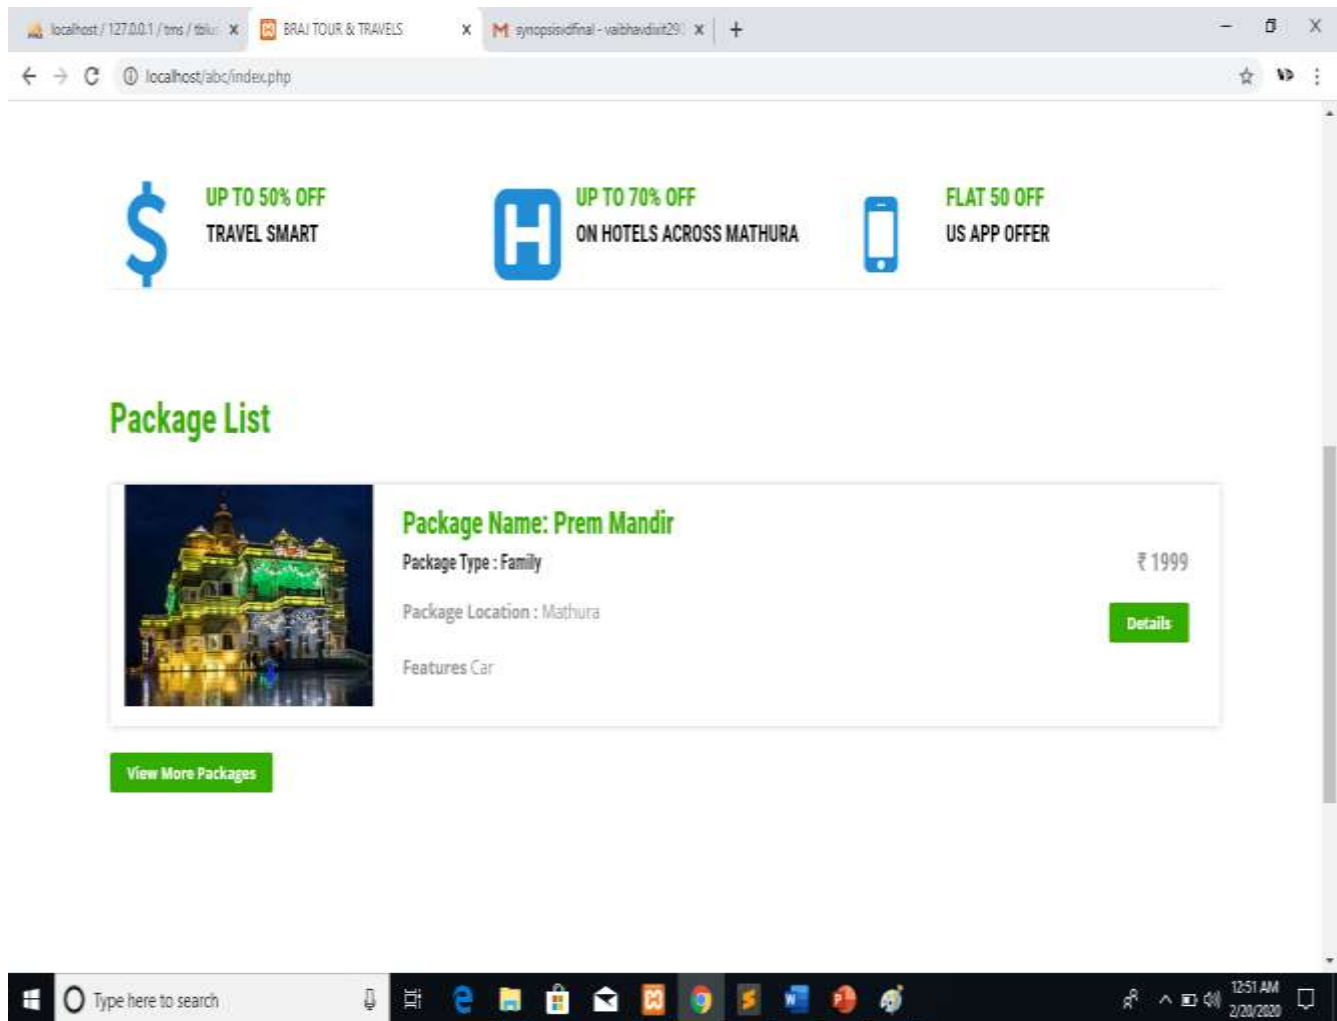 localhost / 127.0.0.1 / tms / tblu
BRAJ TOUR & TRAVELS
synopsisvdfinal - vaibhavdixit29
localhost/abc/index.php
UP TO 50% OFF
TRAVEL SMART
UP TO 70% OFF
ON HOTELS ACROSS MATHURA
FLAT 50 OFF
US APP OFFER
Package List
Package Name: Prem Mandir
Package Type : Family
₹ 1999
Package Location : Mathura
Details
Features Car
View More Packages
Type here to search
12:51 AM
2/20/2020